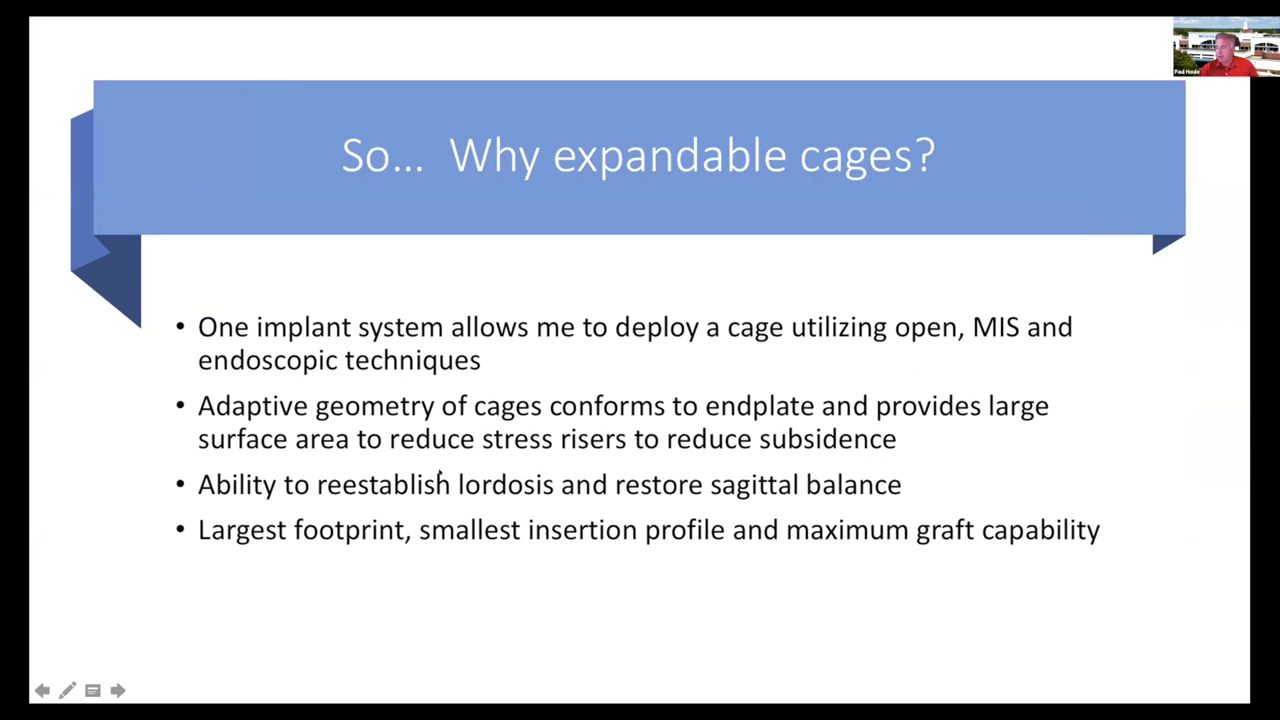 Paul Houle
So... Why expandable cages?
• One implant system allows me to deploy a cage utilizing open, MIS and
endoscopic techniques
• Adaptive geometry of cages conforms to endplate and provides large
surface area to reduce stress risers to reduce subsidence
• Ability to reestablish lordosis and restore sagittal balance
• Largest footprint, smallest insertion profile and maximum graft capability